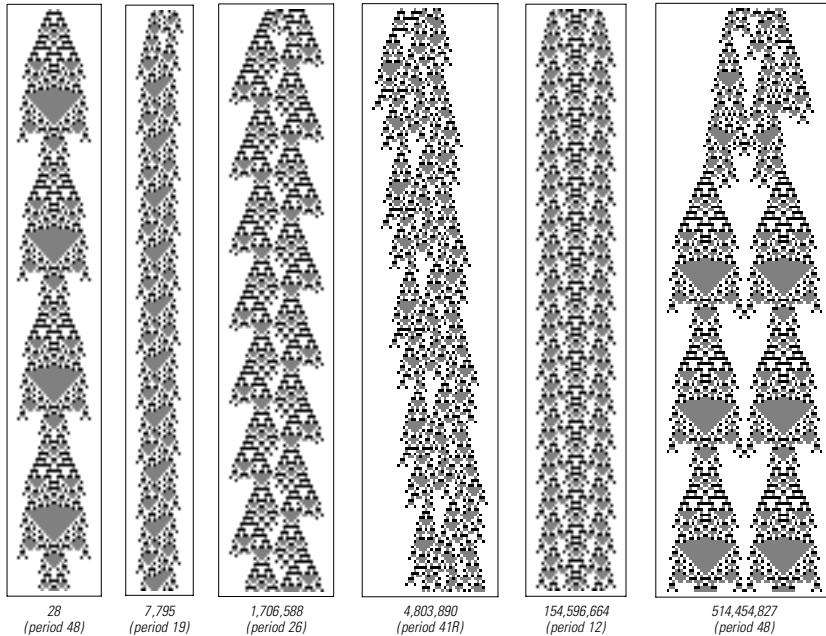 28
(period 48)
7,795
(period 19)
1,706,588
(period 26)
4,803,890
(period 41R)
154,596,664
(period 12)
514,454,827
(period 48)